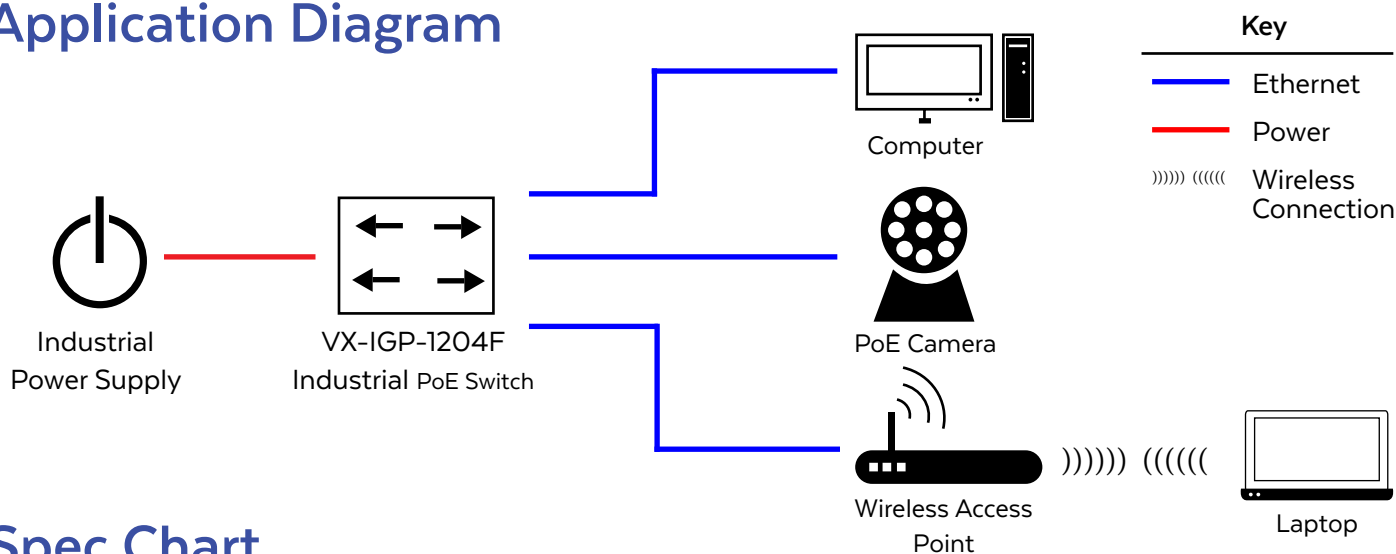 Application Diagram
Key
Ethernet
Power
)))))) ((((((
Wireless
Connection
Computer
Industrial
Power Supply
VX-IGP-1204F
Industrial PoE Switch
PoE Camera
)))))) ((((((
Wireless Access
Point
Laptop
Spec Chart